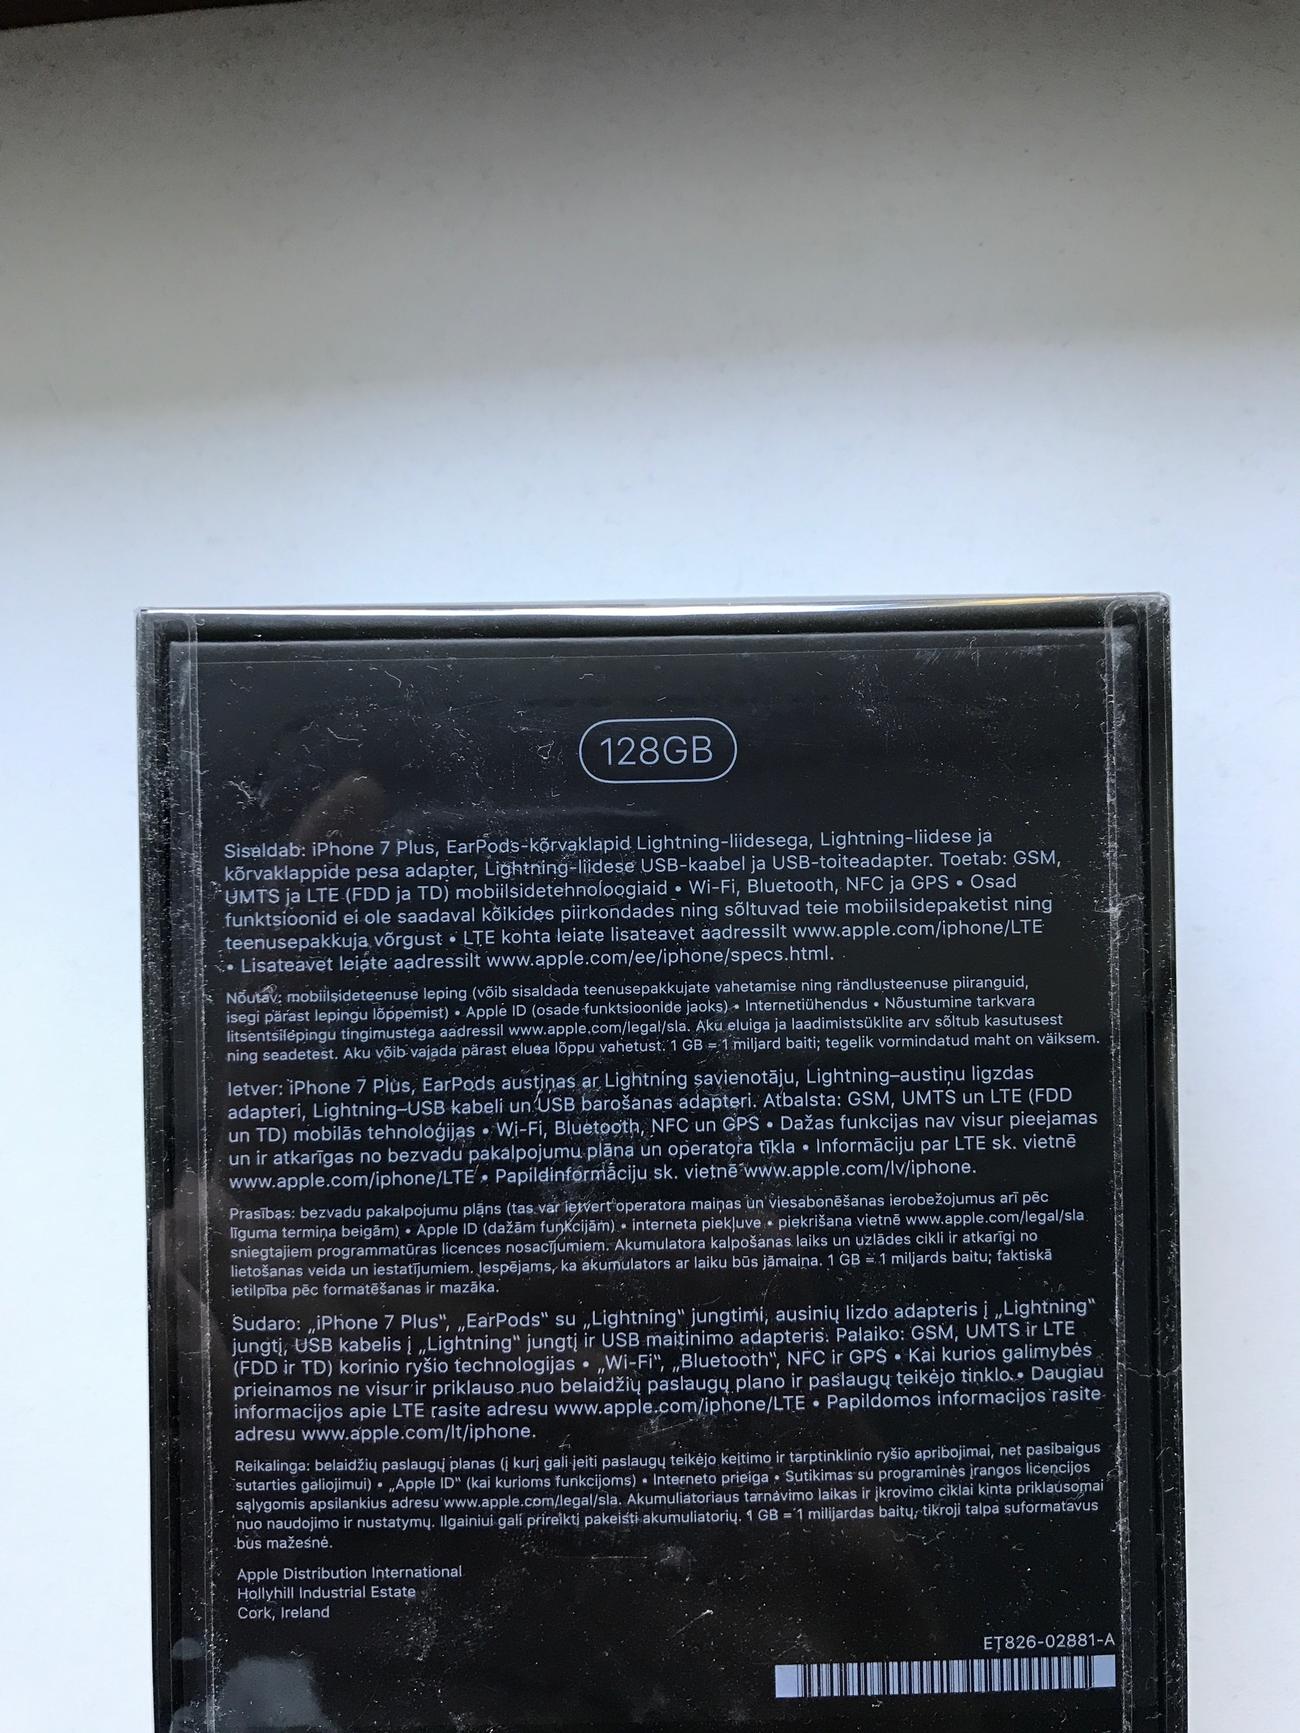 128GB
Sisaldab: iPhone 7 Plus, EarPods-kõrvaklapid Lightning-liidesega, Lightning-liidese ja
kõrvaklappide pesa adapter, Lightning-liidese USB-kaabel ja USB-toiteadapter. Toetab: GSM,
UMTS ja LTE (FDD ja TD) mobiilsidetehnoloogiaid • Wi-Fi, Bluetooth, NFC ja GPS • Osad
funktsioonid ei ole saadaval kõikides piirkondades ning sõltuvad teie mobiilsidepaketist ning
teenusepakkuja võrgust • LTE kohta leiate lisateavet aadressilt www.apple.com/iphone/LTE
• Lisateavet leiate aadressilt www.apple.com/ee/iphone/specs.html.
Nõutav: mobiilsideteenuse leping (võib sisaldada teenusepakkujate vahetamise ning rändlusteenuse piiranguid,
isegi pärast lepingu lõppemist) • Apple ID (osade funktsioonide jaoks) • Internetiühendus • Nõustumine tarkvara
litsentsilepingu tingimustega aadressil www.apple.com/legal/sla. Aku eluiga ja laadimistsüklite arv sõltub kasutusest
ning seadetest. Aku võib vajada pärast eluea lõppu vahetust. 1 GB = 1 miljard baiti; tegelik vormindatud maht on väiksem.
Ietver: iPhone 7 Plus, EarPods austiņas ar Lightning savienotāju, Lightning–austiņu ligzdas
adapteri, Lightning–USB kabeli un USB barošanas adapteri. Atbalsta: GSM, UMTS un LTE (FDD
un TD) mobilās tehnoloģijas • Wi-Fi, Bluetooth, NFC un GPS • Dažas funkcijas nav visur pieejamas
un ir atkarīgas no bezvadu pakalpojumu plāna un operatora tīkla • Informāciju par LTE sk. vietnē
www.apple.com/iphone/LTE • Papildinformāciju sk. vietnē www.apple.com/lv/iphone.
Prasības: bezvadu pakalpojumu plāns (tas var ietvert operatora maiņas un viesabonēšanas ierobežojumus arī pēc
līguma termiņa beigām) • Apple ID (dažām funkcijām) • interneta piekļuve • piekrišana vietnē www.apple.com/legal/sla
sniegtajiem programmatūras licences nosacījumiem. Akumulatora kalpošanas laiks un uzlādes cikli ir atkarīgi no
lietošanas veida un iestatījumiem. Iespējams, ka akumulators ar laiku būs jāmaina. 1 GB = 1 miljards baitu; faktiskā
ietilpība pēc formatēšanas ir mazāka.
Sudaro: „iPhone 7 Plus“, „EarPods“ su „Lightning“ jungtimi, ausinių lizdo adapteris į „Lightning“
jungtį, USB kabelis į „Lightning“ jungtį ir USB maitinimo adapteris. Palaiko: GSM, UMTS ir LTE
(FDD ir TD) korinio ryšio technologijas • „Wi-Fi“, „Bluetooth“, NFC ir GPS • Kai kurios galimybės
prieinamos ne visur ir priklauso nuo belaidžių paslaugų plano ir paslaugų teikėjo tinklo. • Daugiau
informacijos apie LTE rasite adresu www.apple.com/iphone/LTE • Papildomos informacijos rasite
adresu www.apple.com/lt/iphone.
Reikalinga: belaidžių paslaugų planas (į kurį gali įeiti paslaugų teikėjo keitimo ir tarptinklinio ryšio apribojimai, net pasibaigus
sutarties galiojimui) • „Apple ID“ (kai kurioms funkcijoms) • Interneto prieiga • Sutikimas su programinės įrangos licencijos
sąlygomis apsilankius adresu www.apple.com/legal/sla. Akumuliatoriaus tarnavimo laikas ir įkrovimo ciklai kinta priklausomai
nuo naudojimo ir nustatymų. Ilgainiui gali prireikti pakeisti akumuliatorių. 1 GB = 1 milijardas baitų, tikroji talpa suformatavus
bus mažesnė.
Apple Distribution International
Hollyhill Industrial Estate
Cork, Ireland
ET826-02881-A